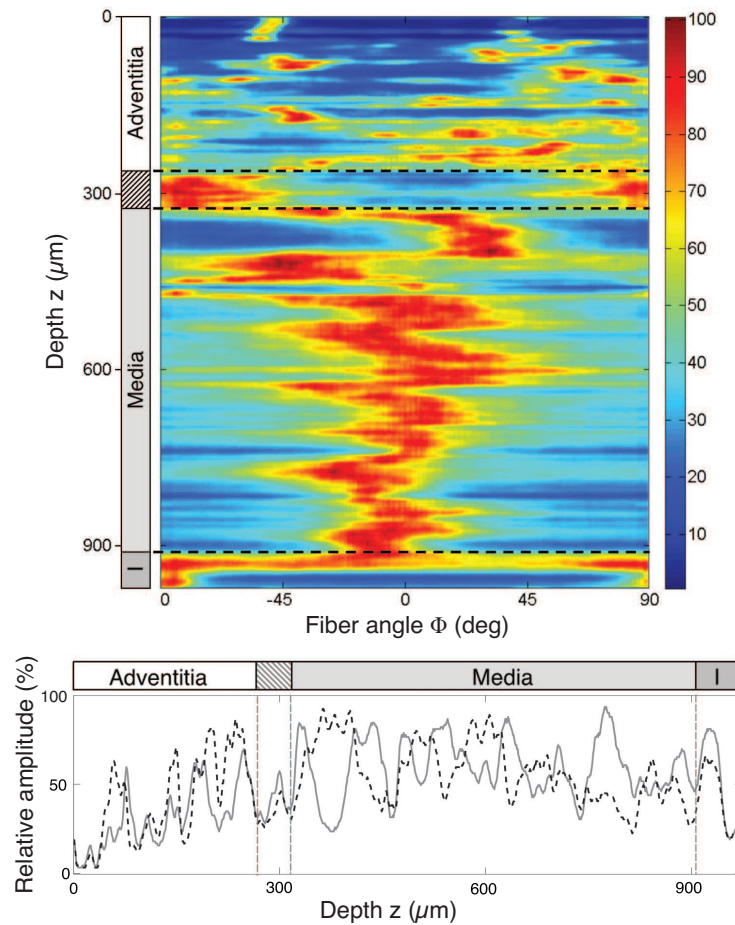 0
300
600
900
Depth z (µm)
Adventitia
Media
I
0
-45
0
45
90
Fiber angle Φ (deg)
100
90
80
70
60
50
40
30
20
10
Adventitia
Media
I
Relative amplitude (%)
100
50
0
0
300
600
900
Depth z (µm)